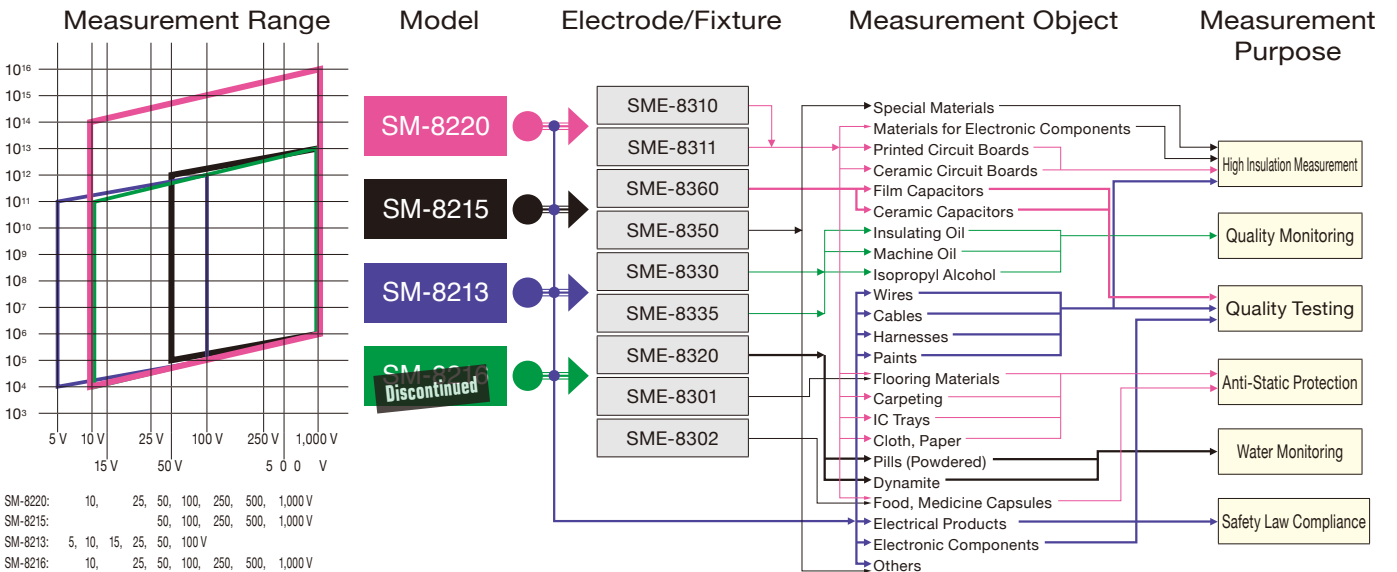 Measurement Range
Model
Electrode/Fixture
Measurement Object
Measurement
Purpose
10¹⁶
10¹⁵
10¹⁴
10¹³
10¹²
10¹¹
10¹⁰
10⁹
10⁸
10⁷
10⁶
10⁵
10⁴
10³
5 V 10 V 25 V 100 V 250 V 1,000 V
15 V 50 V 5 0 0 V
SM-8220: 10, 25, 50, 100, 250, 500, 1,000 V
SM-8215: 50, 100, 250, 500, 1,000 V
SM-8213: 5, 10, 15, 25, 50, 100 V
SM-8216: 10, 25, 50, 100, 250, 500, 1,000 V
SM-8220
SM-8215
SM-8213
SM-8216
Discontinued
SME-8310
SME-8311
SME-8360
SME-8350
SME-8330
SME-8335
SME-8320
SME-8301
SME-8302
Special Materials
Materials for Electronic Components
Printed Circuit Boards
Ceramic Circuit Boards
Film Capacitors
Ceramic Capacitors
Insulating Oil
Machine Oil
Isopropyl Alcohol
Wires
Cables
Harnesses
Paints
Flooring Materials
Carpeting
IC Trays
Cloth, Paper
Pills (Powdered)
Dynamite
Food, Medicine Capsules
Electrical Products
Electronic Components
Others
High Insulation Measurement
Quality Monitoring
Quality Testing
Anti-Static Protection
Water Monitoring
Safety Law Compliance